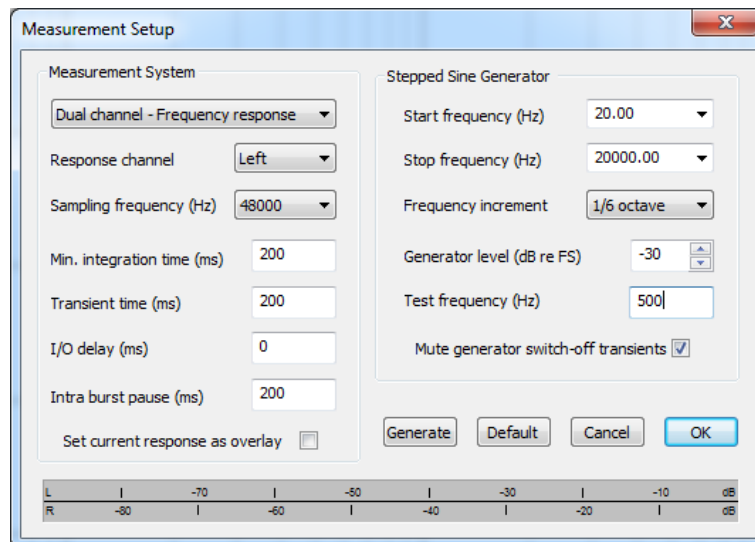 Measurement Setup
x
Measurement System
Dual channel - Frequency response
Response channel Left
Sampling frequency (Hz) 48000
Min. integration time (ms) 200
Transient time (ms) 200
I/O delay (ms) 0
Intra burst pause (ms) 200
Set current response as overlay
Stepped Sine Generator
Start frequency (Hz) 20.00
Stop frequency (Hz) 20000.00
Frequency increment 1/6 octave
Generator level (dB re FS) -30
Test frequency (Hz) 500
Mute generator switch-off transients
Generate Default Cancel OK
L | -70 | -50 | -30 | -10 dB
R -80 | -60 | -40 | -20 | dB